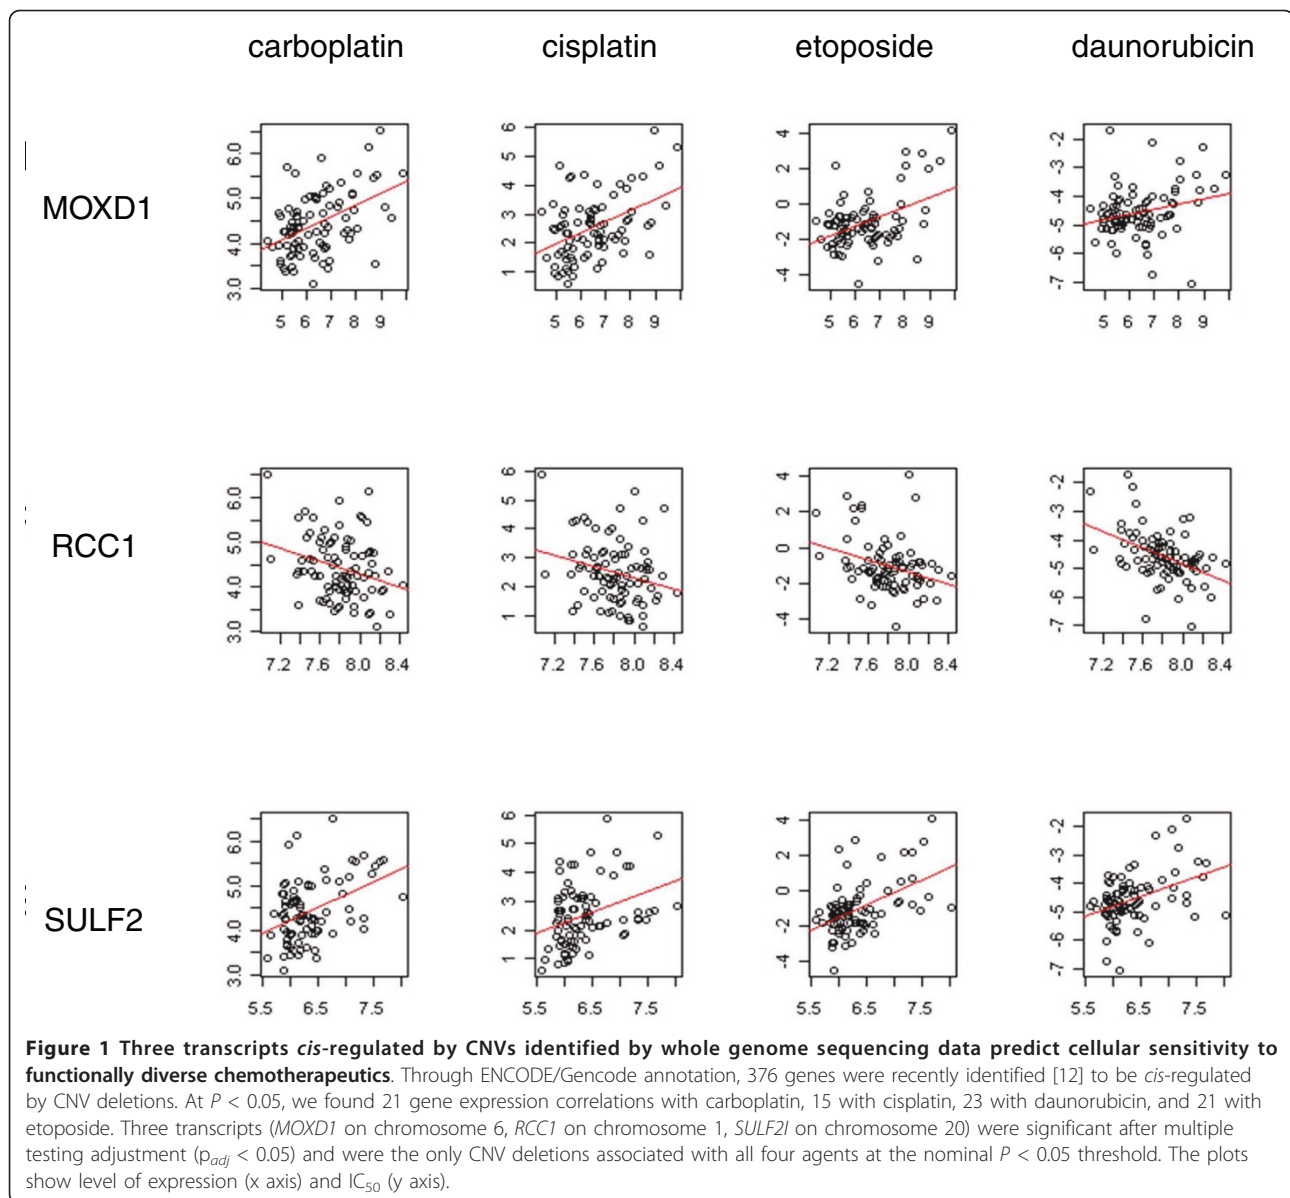 carboplatin cisplatin etoposide daunorubicin
MOXD1
3.0 4.0 5.0 6.0
5 6 7 8 9
1 2 3 4 5 6
5 6 7 8 9
-4 -2 0 2 4
5 6 7 8 9
-7 -6 -5 -4 -3 -2
5 6 7 8 9
RCC1
3.0 4.0 5.0 6.0
7.2 7.6 8.0 8.4
1 2 3 4 5 6
7.2 7.6 8.0 8.4
-4 -2 0 2 4
7.2 7.6 8.0 8.4
-7 -6 -5 -4 -3 -2
7.2 7.6 8.0 8.4
SULF2
3.0 4.0 5.0 6.0
5.5 6.5 7.5
1 2 3 4 5 6
5.5 6.5 7.5
-4 -2 0 2 4
5.5 6.5 7.5
-7 -6 -5 -4 -3 -2
5.5 6.5 7.5
Figure 1 Three transcripts cis-regulated by CNVs identified by whole genome sequencing data predict cellular sensitivity to
functionally diverse chemotherapeutics. Through ENCODE/Gencode annotation, 376 genes were recently identified [12] to be cis-regulated
by CNV deletions. At P < 0.05, we found 21 gene expression correlations with carboplatin, 15 with cisplatin, 23 with daunorubicin, and 21 with
etoposide. Three transcripts (MOXD1 on chromosome 6, RCC1 on chromosome 1, SULF2I on chromosome 20) were significant after multiple
testing adjustment (padj < 0.05) and were the only CNV deletions associated with all four agents at the nominal P < 0.05 threshold. The plots
show level of expression (x axis) and IC50 (y axis).